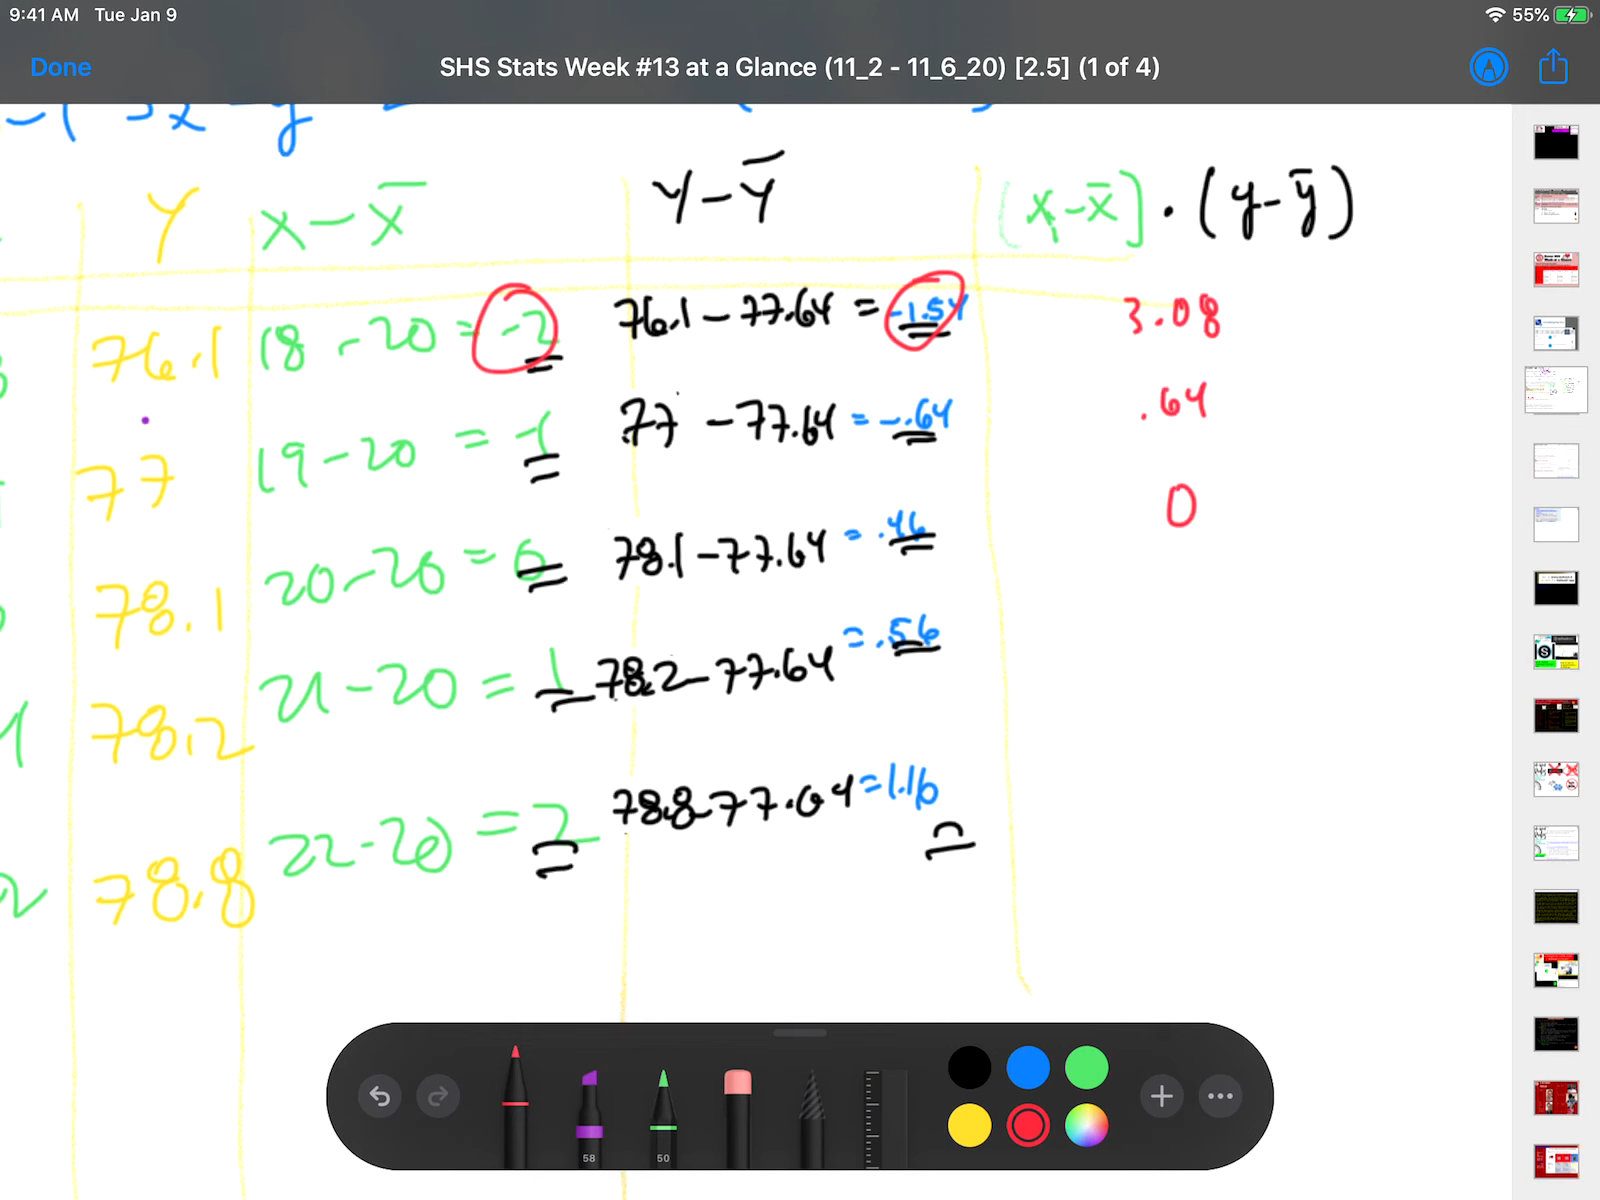 9:41 AM Tue Jan 9
55%
Done
SHS Stats Week #13 at a Glance (11_2 - 11_6_20) [2.5] (1 of 4)
Y x-x̄ Y-Ȳ (x-x̄)·(y-ȳ)
76.1 18-20=-2 76.1-77.64=-1.54 3.08
77 19-20=-1 77-77.64=-.64 .64
78.1 20-20=0 78.1-77.64=.46 0
78.2 21-20=1 78.2-77.64=.56
78.8 22-20=2 78.8-77.64=1.16
58 50